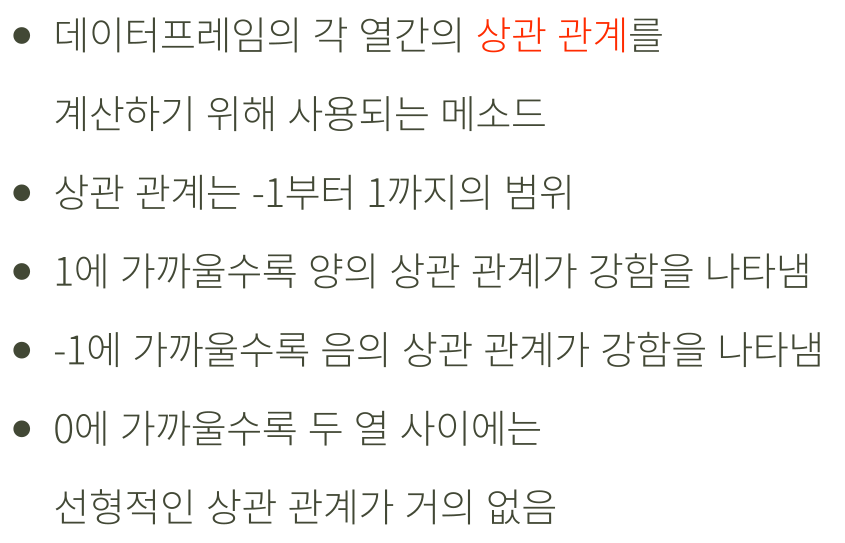 ● 데이터프레임의 각 열간의 상관 관계를
계산하기 위해 사용되는 메소드
● 상관 관계는 -1부터 1까지의 범위
● 1에 가까울수록 양의 상관 관계가 강함을 나타냄
● -1에 가까울수록 음의 상관 관계가 강함을 나타냄
● 0에 가까울수록 두 열 사이에는
선형적인 상관 관계가 거의 없음